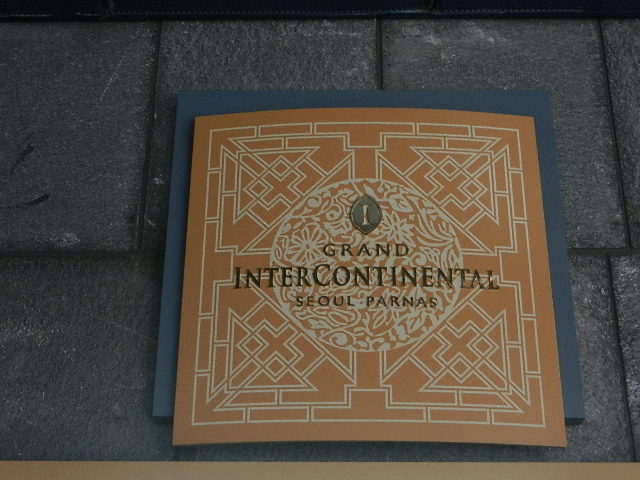 I
GRAND
INTERCONTINENTAL
SEOUL PARNAS